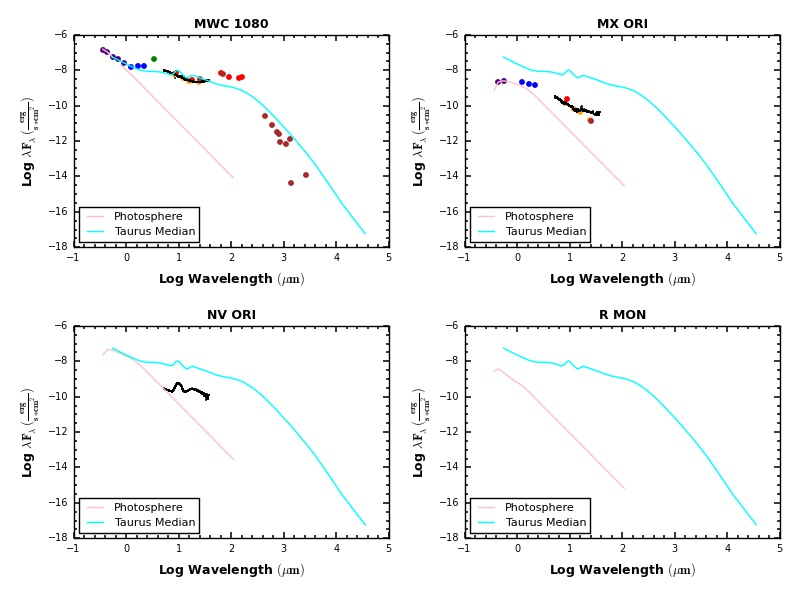 MWC 1080
MX ORI
−6
−8
−10
−12
−14
−16
−18
−1 0 1 2 3 4 5
Log λF_λ (erg / s*cm²)
Log Wavelength (μm)
Photosphere
Taurus Median
−6
−8
−10
−12
−14
−16
−18
−1 0 1 2 3 4 5
Log λF_λ (erg / s*cm²)
Log Wavelength (μm)
Photosphere
Taurus Median
NV ORI
R MON
−6
−8
−10
−12
−14
−16
−18
−1 0 1 2 3 4 5
Log λF_λ (erg / s*cm²)
Log Wavelength (μm)
Photosphere
Taurus Median
−6
−8
−10
−12
−14
−16
−18
−1 0 1 2 3 4 5
Log λF_λ (erg / s*cm²)
Log Wavelength (μm)
Photosphere
Taurus Median